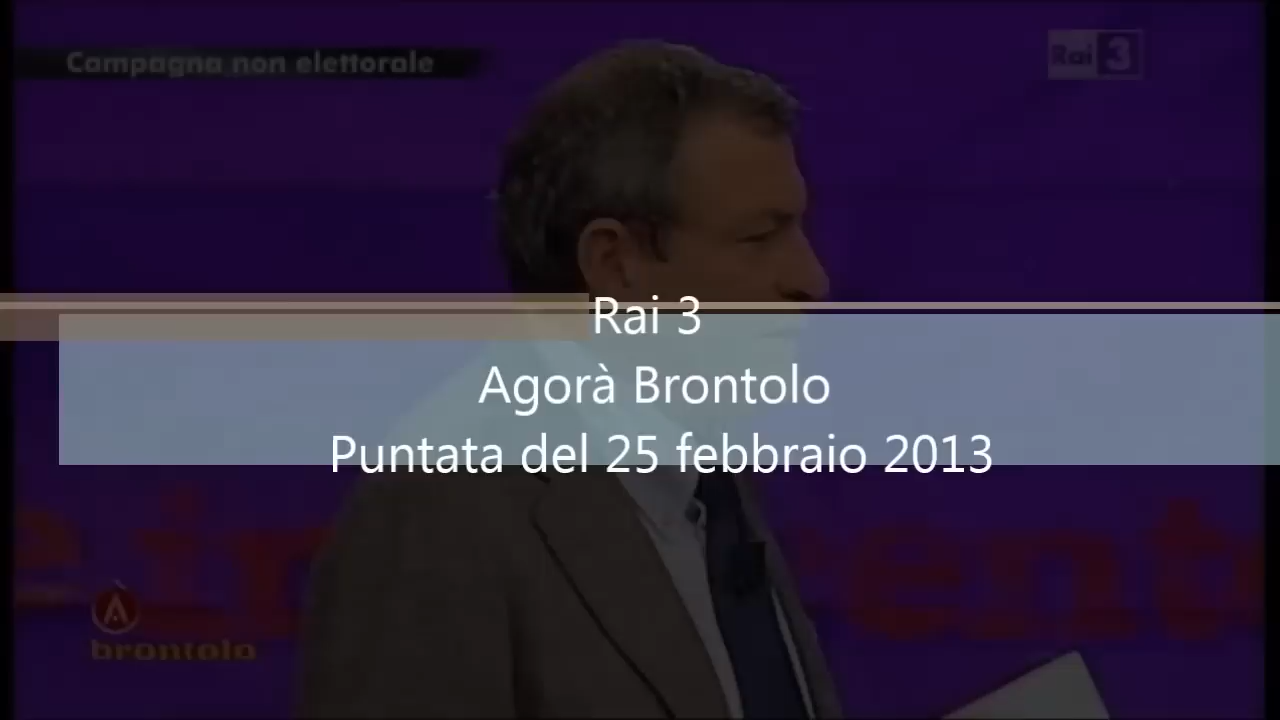 Campagna non elettorale
Rai 3
Rai 3
Agorà Brontolo
Puntata del 25 febbraio 2013
À
brontolo